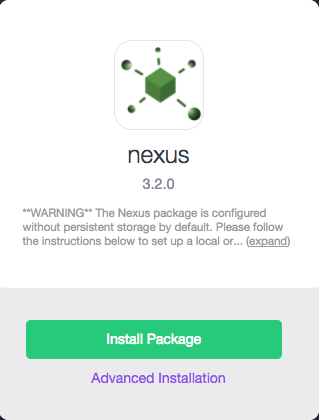 nexus
3.2.0
**WARNING** The Nexus package is configured
without persistent storage by default. Please follow
the instructions below to set up a local or... (expand)
Install Package
Advanced Installation